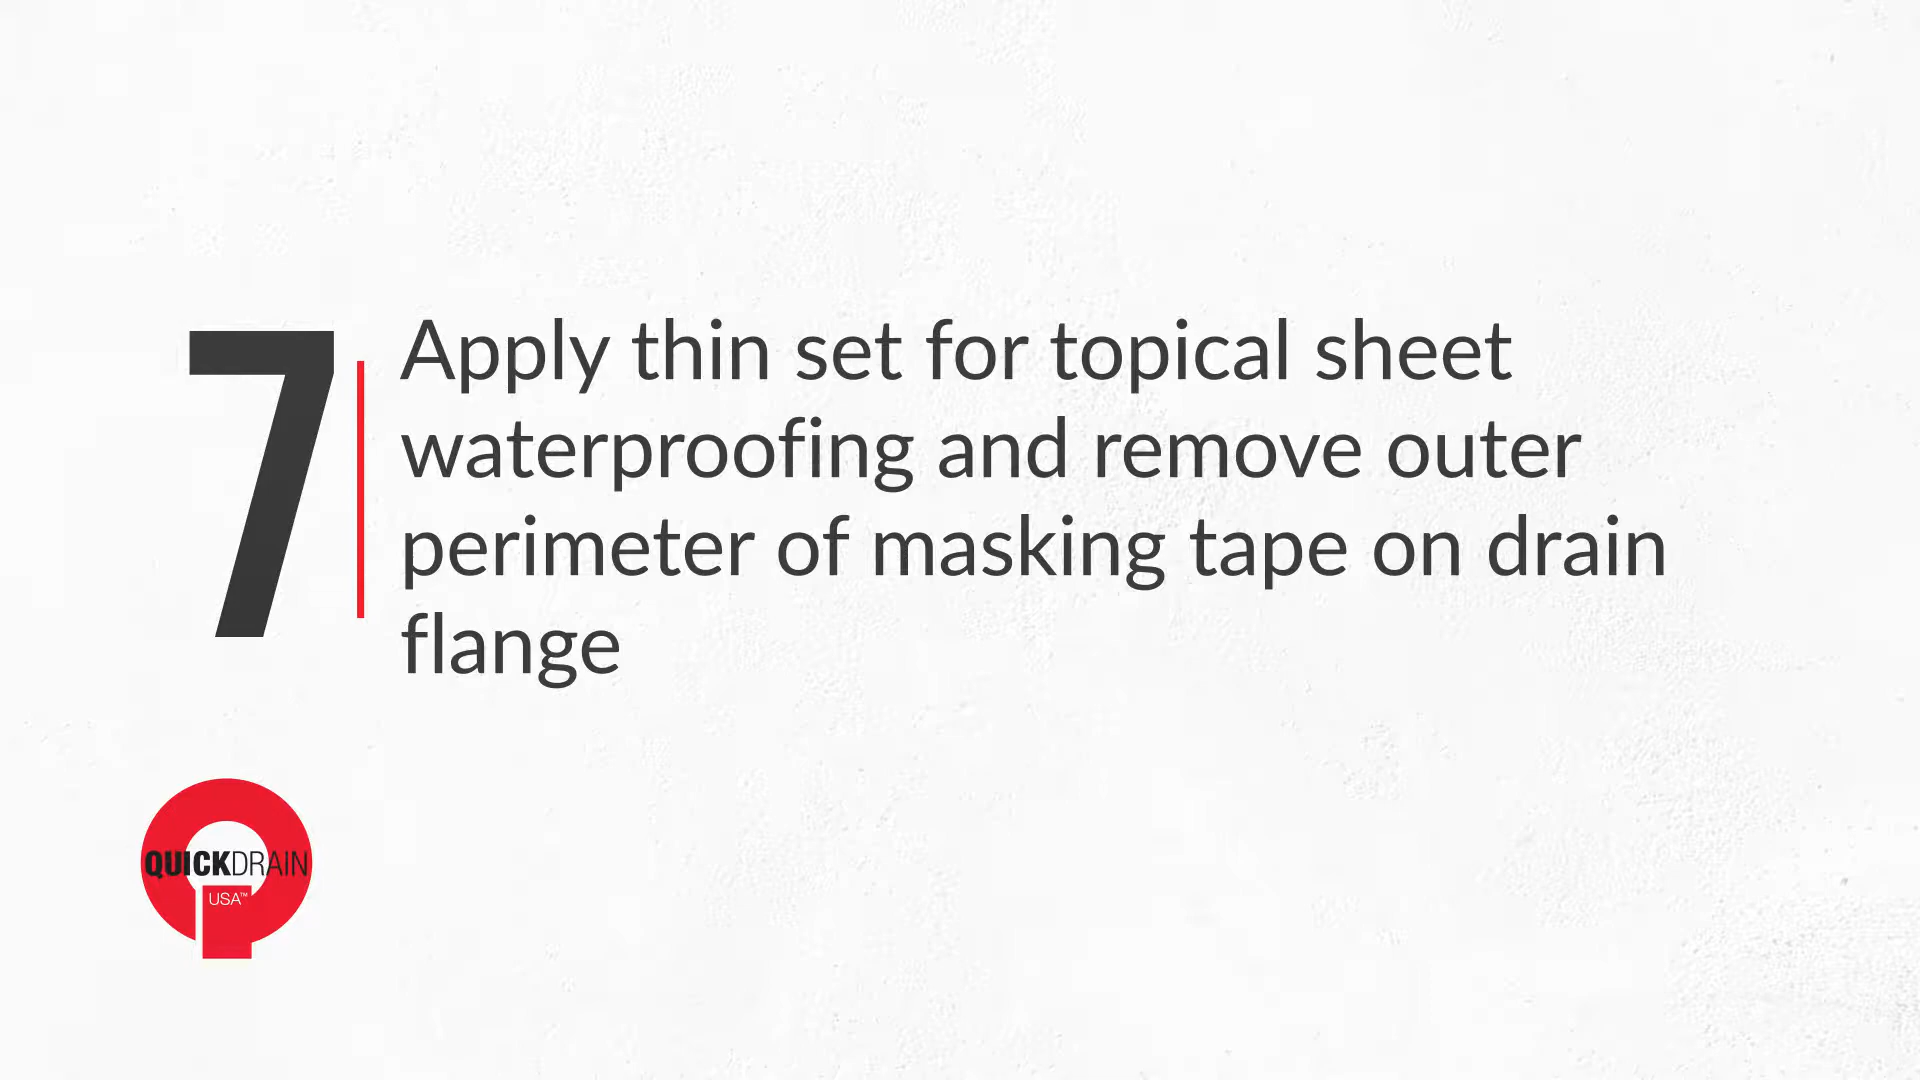 7
Apply thin set for topical sheet
waterproofing and remove outer
perimeter of masking tape on drain
flange
QUICKDRAIN
USA™